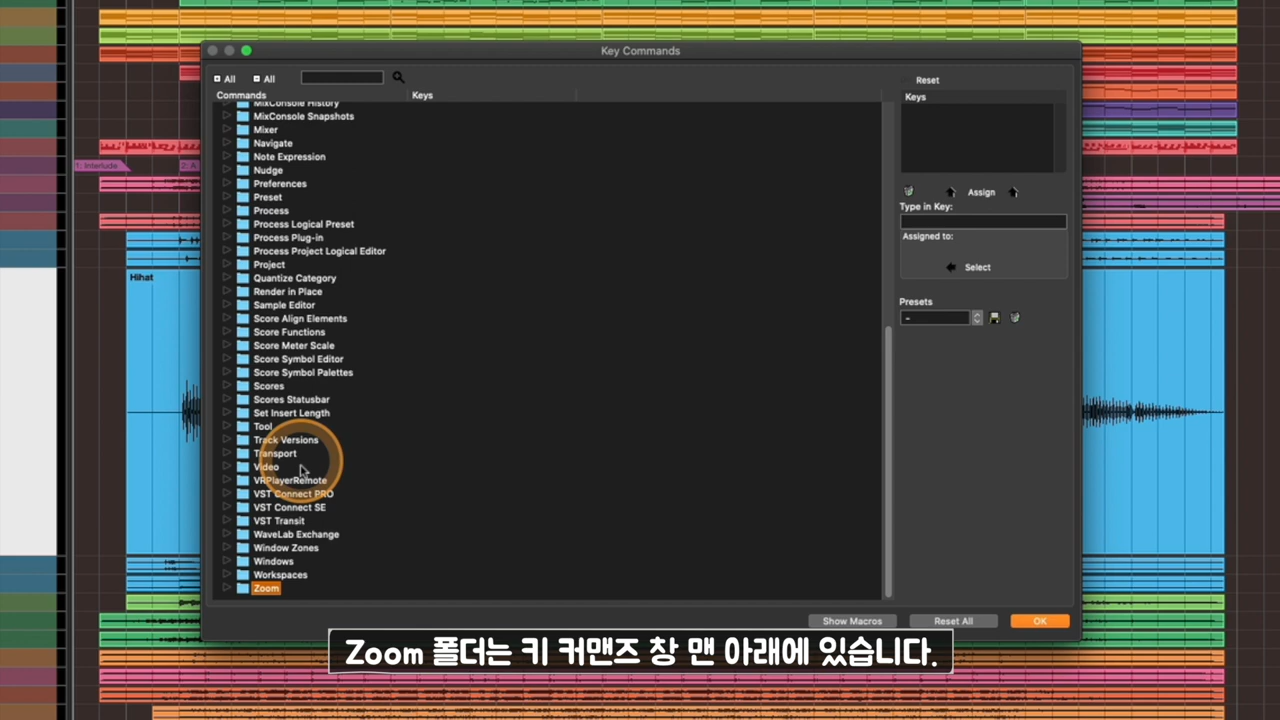 Key Commands
All
All
Reset
Commands
Keys
Keys
MixConsole History
MixConsole Snapshots
Mixer
Navigate
Note Expression
Nudge
Preferences
Preset
Process
Process Logical Preset
Process Plug-in
Process Project Logical Editor
Project
Quantize Category
Render in Place
Sample Editor
Score Align Elements
Score Functions
Score Meter Scale
Score Symbol Editor
Score Symbol Palettes
Scores
Scores Statusbar
Set Insert Length
Tool
Track Versions
Transport
Video
VRPlayerRemote
VST Connect PRO
VST Connect SE
VST Transit
WaveLab Exchange
Window Zones
Windows
Workspaces
Zoom
Assign
Type in Key:
Assigned to:
Select
Presets
-
Show Macros
Reset All
OK
1: Interlude
2: A
Hihat
Zoom 폴더는 키 커맨즈 창 맨 아래에 있습니다.